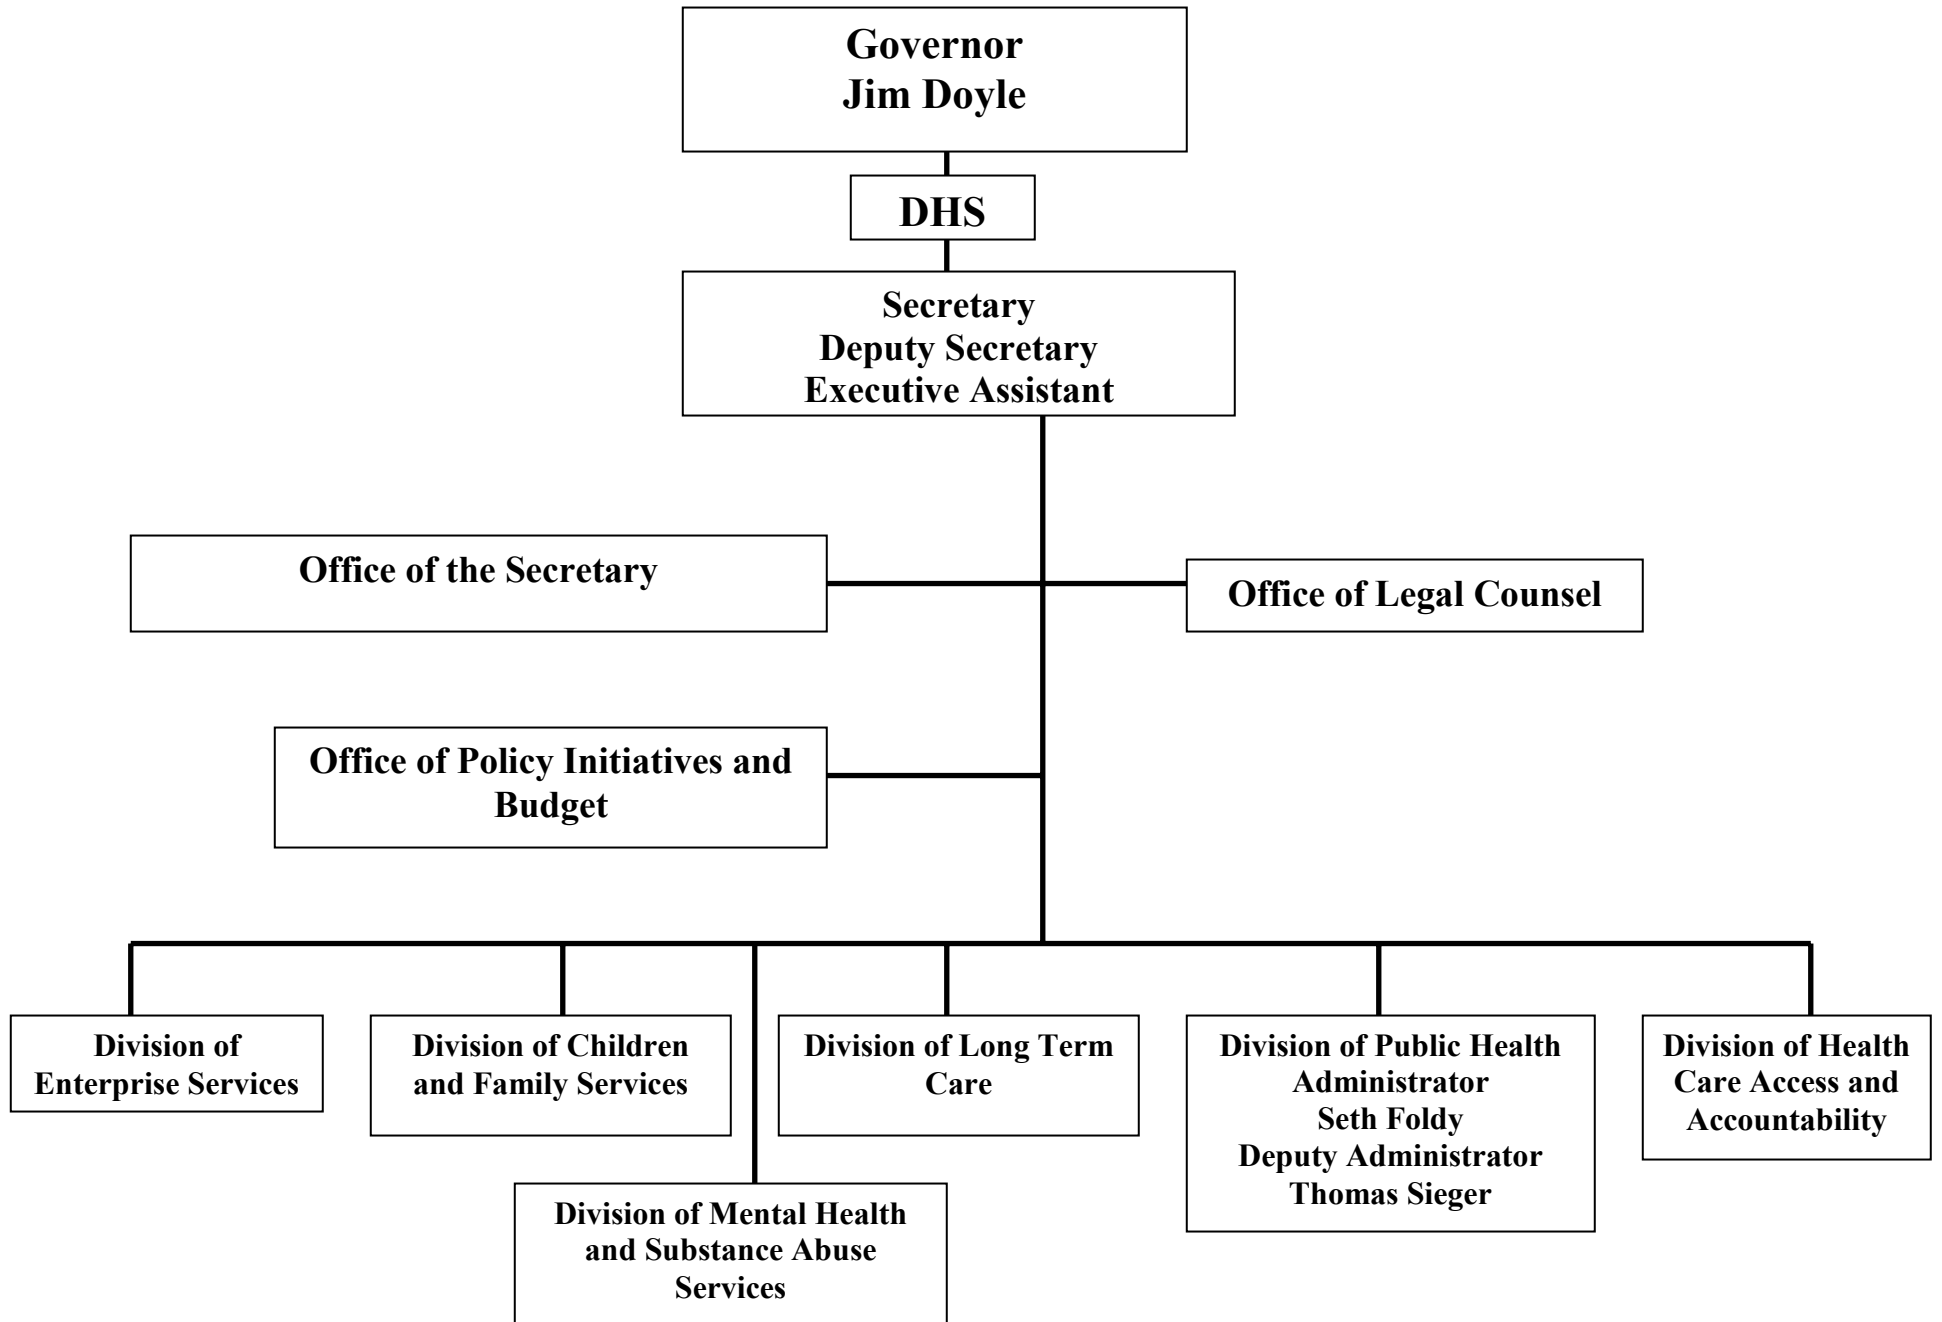 Governor
Jim Doyle
DHS
Secretary
Deputy Secretary
Executive Assistant
Office of the Secretary
Office of Legal Counsel
Office of Policy Initiatives and
Budget
Division of
Enterprise Services
Division of Children
and Family Services
Division of Long Term
Care
Division of Public Health
Administrator
Seth Foldy
Deputy Administrator
Thomas Sieger
Division of Health
Care Access and
Accountability
Division of Mental Health
and Substance Abuse
Services